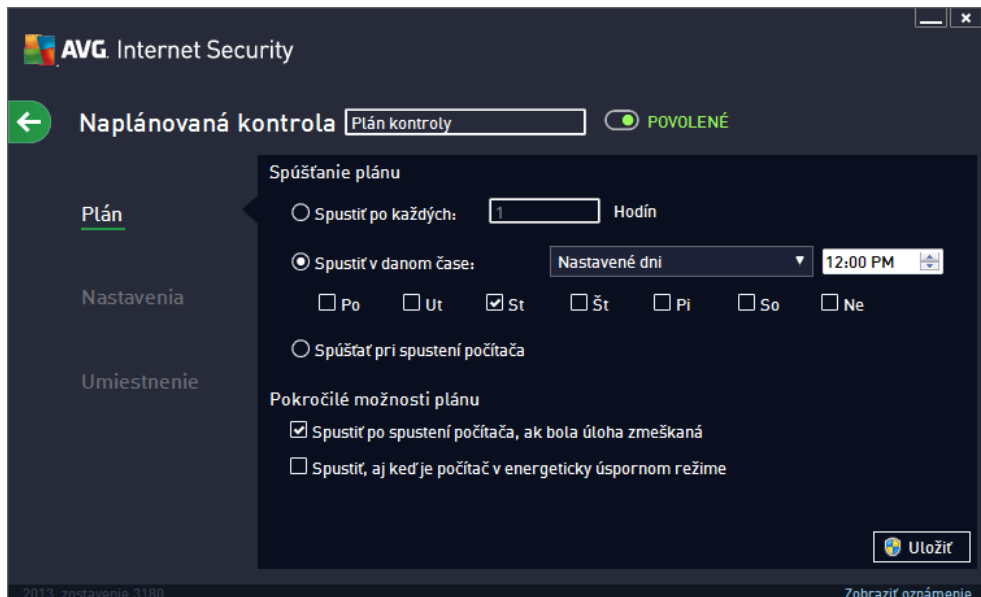 AVG. Internet Security
Naplánovaná kontrola Plán kontroly POVOLENÉ
Plán
Nastavenia
Umiestnenie
Spúšťanie plánu
Spustiť po každých: 1 Hodín
Spustiť v danom čase: Nastavené dni 12:00 PM
Po Ut St Št Pi So Ne
Spúšťať pri spustení počítača
Pokročilé možnosti plánu
Spustiť po spustení počítača, ak bola úloha zmeškaná
Spustiť, aj keď je počítač v energeticky úspornom režime
Uložiť
2013 zostavenie 3180 Zobraziť oznámenie